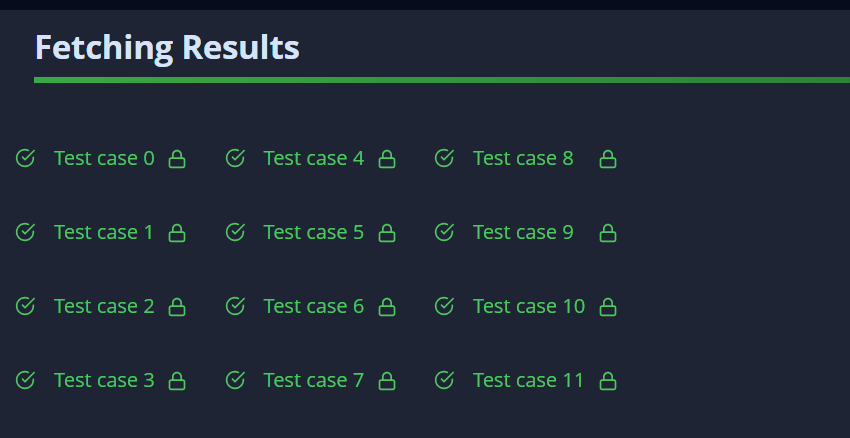 Fetching Results
Test case 0
Test case 4
Test case 8
Test case 1
Test case 5
Test case 9
Test case 2
Test case 6
Test case 10
Test case 3
Test case 7
Test case 11